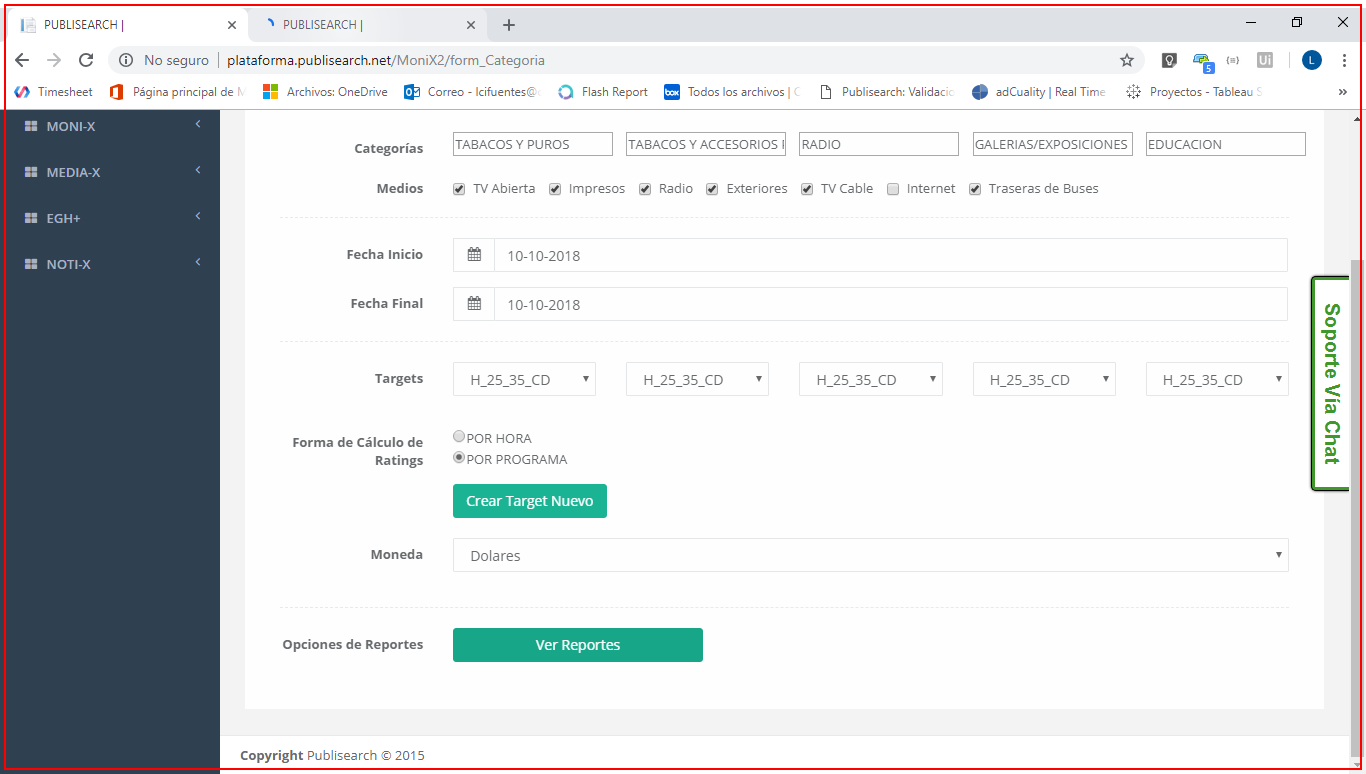 PUBLISEARCH |
PUBLISEARCH |
No seguro
plataforma.publisearch.net/MoniX2/form_Categoria
5
Ui
L
Timesheet
Página principal de
Archivos: OneDrive
Correo - lcifuentes@
Flash Report
box
Todos los archivos |
Publisearch: Validacio
adCuality | Real Time
Proyectos - Tableau S
»
MONI-X
MEDIA-X
EGH+
NOTI-X
Categorías
TABACOS Y PUROS
TABACOS Y ACCESORIOS
RADIO
GALERIAS/EXPOSICIONES
EDUCACION
Medios
TV Abierta
Impresos
Radio
Exteriores
TV Cable
Internet
Traseras de Buses
Fecha Inicio
10-10-2018
Fecha Final
10-10-2018
Targets
H_25_35_CD
H_25_35_CD
H_25_35_CD
H_25_35_CD
H_25_35_CD
Soporte Vía Chat
Forma de Cálculo de
Ratings
POR HORA
POR PROGRAMA
Crear Target Nuevo
Moneda
Dolares
Opciones de Reportes
Ver Reportes
Copyright Publisearch © 2015